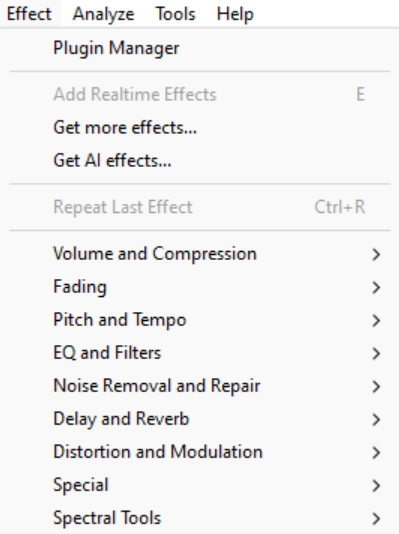 Effect Analyze Tools Help
Plugin Manager
Add Realtime Effects E
Get more effects...
Get AI effects...
Repeat Last Effect Ctrl+R
Volume and Compression
Fading
Pitch and Tempo
EQ and Filters
Noise Removal and Repair
Delay and Reverb
Distortion and Modulation
Special
Spectral Tools